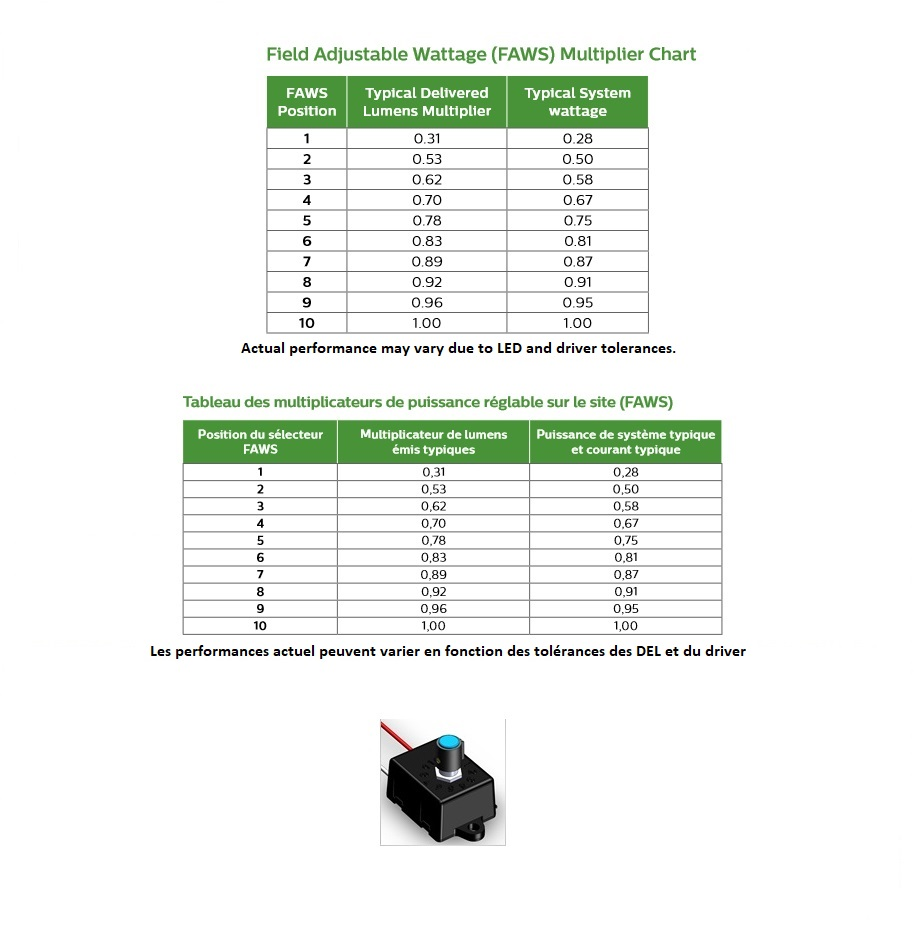 Field Adjustable Wattage (FAWS) Multiplier Chart
FAWS Position Typical Delivered Lumens Multiplier Typical System wattage
1 0.31 0.28
2 0.53 0.50
3 0.62 0.58
4 0.70 0.67
5 0.78 0.75
6 0.83 0.81
7 0.89 0.87
8 0.92 0.91
9 0.96 0.95
10 1.00 1.00
Actual performance may vary due to LED and driver tolerances.
Tableau des multiplicateurs de puissance réglable sur le site (FAWS)
Position du sélecteur FAWS Multiplicateur de lumens émis typiques Puissance de système typique et courant typique
1 0,31 0,28
2 0,53 0,50
3 0,62 0,58
4 0,70 0,67
5 0,78 0,75
6 0,83 0,81
7 0,89 0,87
8 0,92 0,91
9 0,96 0,95
10 1,00 1,00
Les performances actuel peuvent varier en fonction des tolérances des DEL et du driver